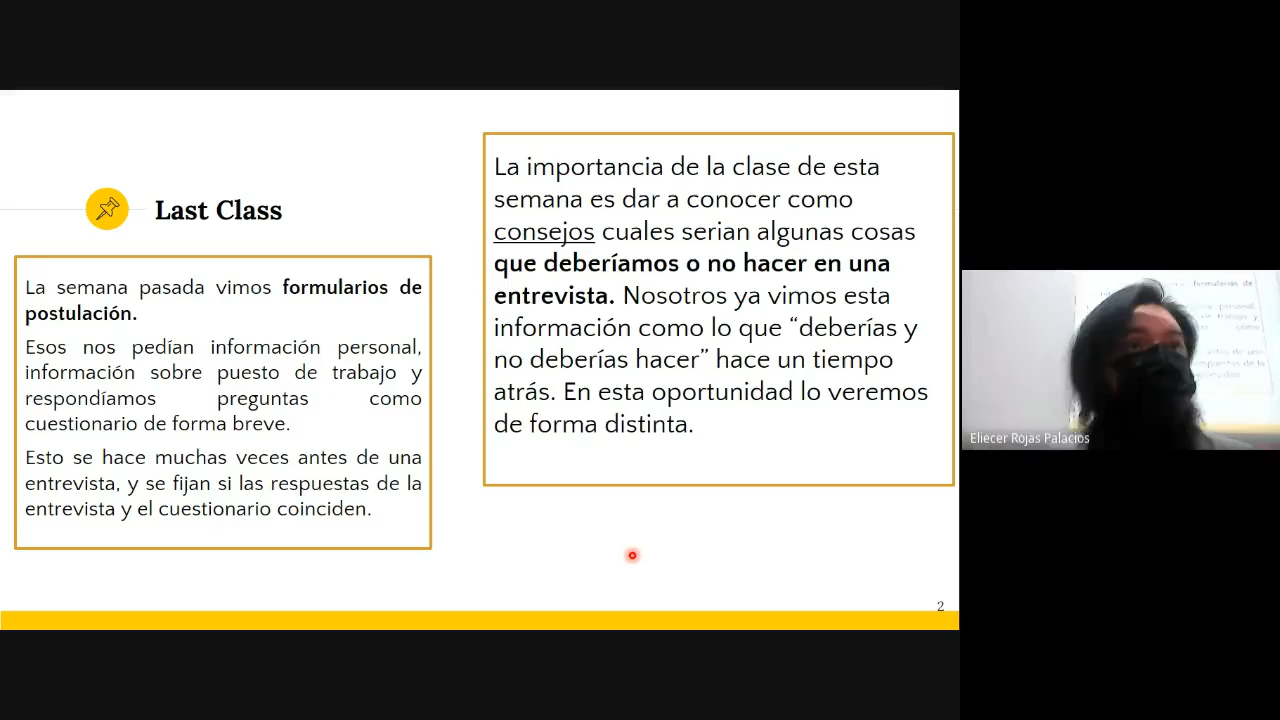 Last Class
La semana pasada vimos formularios de
postulación.
Esos nos pedían información personal,
información sobre puesto de trabajo y
respondíamos preguntas como
cuestionario de forma breve.
Esto se hace muchas veces antes de una
entrevista, y se fijan si las respuestas de la
entrevista y el cuestionario coinciden.
La importancia de la clase de esta
semana es dar a conocer como
consejos cuales serian algunas cosas
que deberíamos o no hacer en una
entrevista. Nosotros ya vimos esta
información como lo que “deberías y
no deberías hacer” hace un tiempo
atrás. En esta oportunidad lo veremos
de forma distinta.
2
Eliecer Rojas Palacios